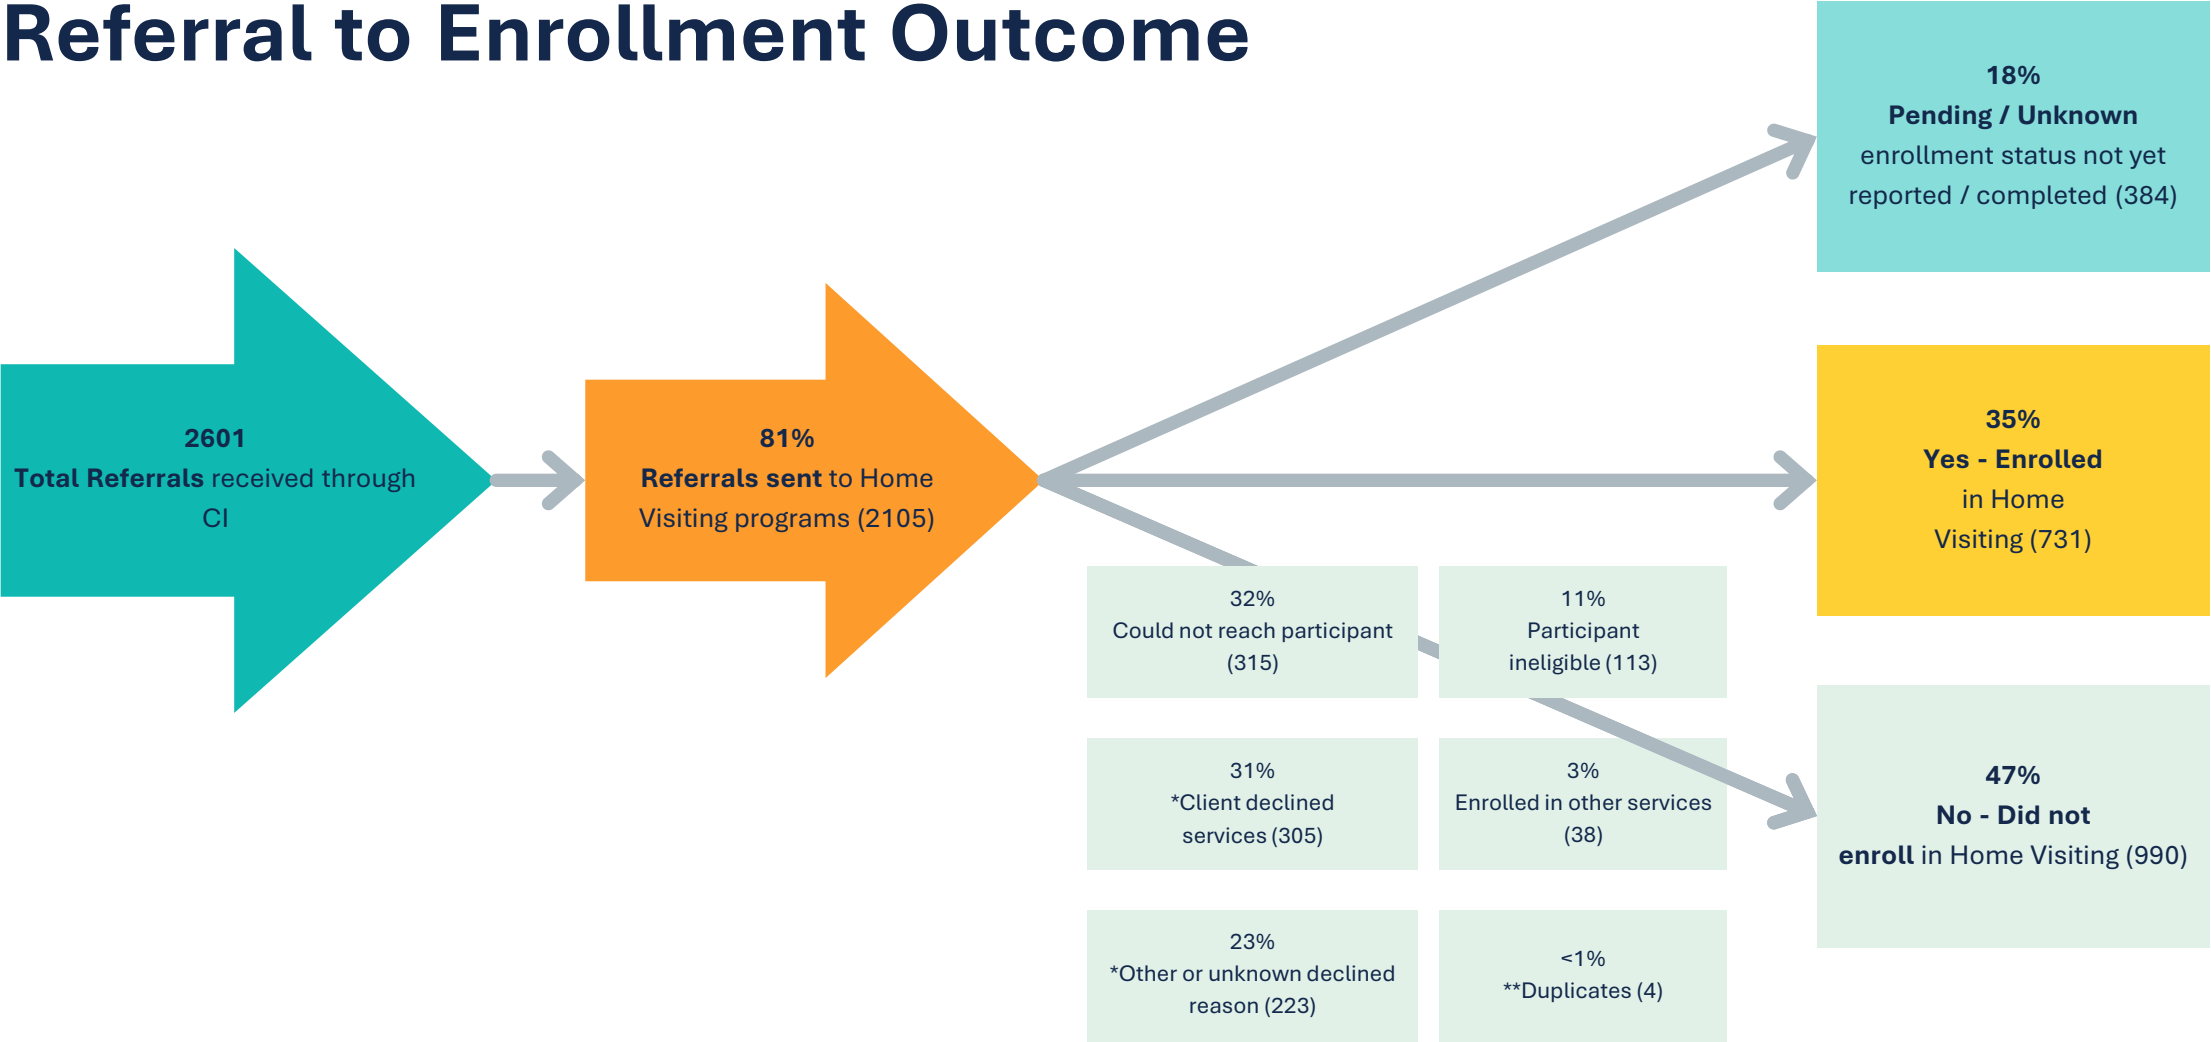 Referral to Enrollment Outcome
2601
Total Referrals received through
CI
81%
Referrals sent to Home
Visiting programs (2105)
18%
Pending / Unknown
enrollment status not yet
reported / completed (384)
35%
Yes - Enrolled
in Home
Visiting (731)
47%
No - Did not
enroll in Home Visiting (990)
32%
Could not reach participant
(315)
11%
Participant
ineligible (113)
31%
*Client declined
services (305)
3%
Enrolled in other services
(38)
23%
*Other or unknown declined
reason (223)
<1%
**Duplicates (4)